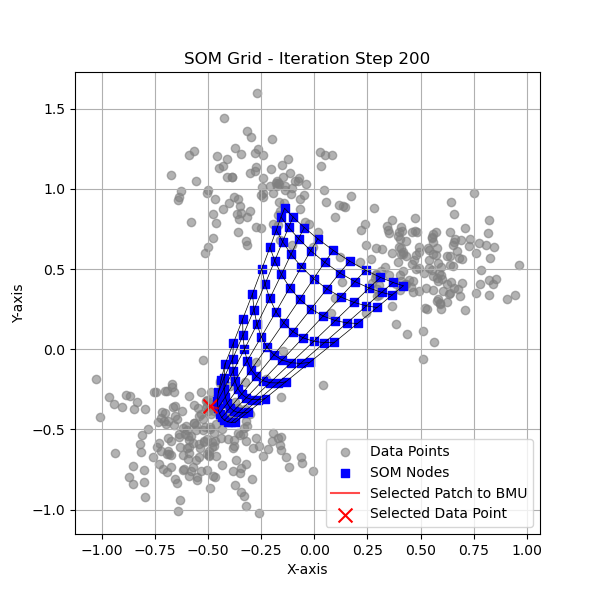 SOM Grid - Iteration Step 200
Y-axis
1.5
1.0
0.5
0.0
−0.5
−1.0
Data Points
SOM Nodes
Selected Patch to BMU
Selected Data Point
−1.00 −0.75 −0.50 −0.25 0.00 0.25 0.50 0.75 1.00
X-axis